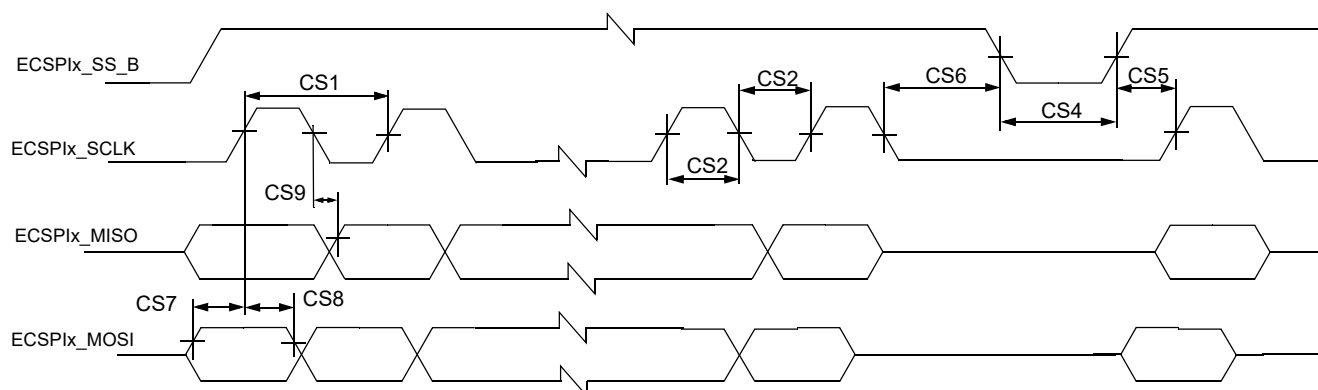 ECSPIx_SS_B
CS1
CS2
CS6
CS5
CS4
ECSPIx_SCLK
CS2
CS9
ECSPIx_MISO
CS7
CS8
ECSPIx_MOSI